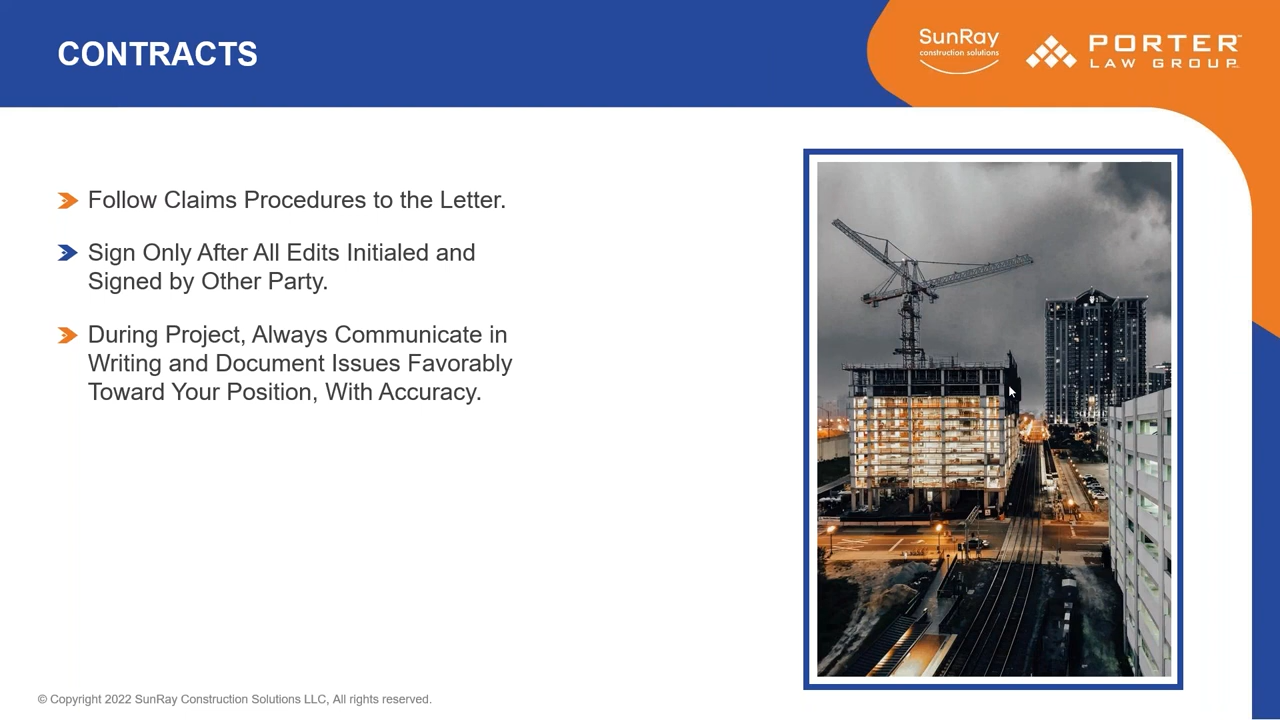 CONTRACTS
SunRay
construction solutions
PORTER
LAW GROUP
Follow Claims Procedures to the Letter.
Sign Only After All Edits Initialed and
Signed by Other Party.
During Project, Always Communicate in
Writing and Document Issues Favorably
Toward Your Position, With Accuracy.
© Copyright 2022 SunRay Construction Solutions LLC, All rights reserved.